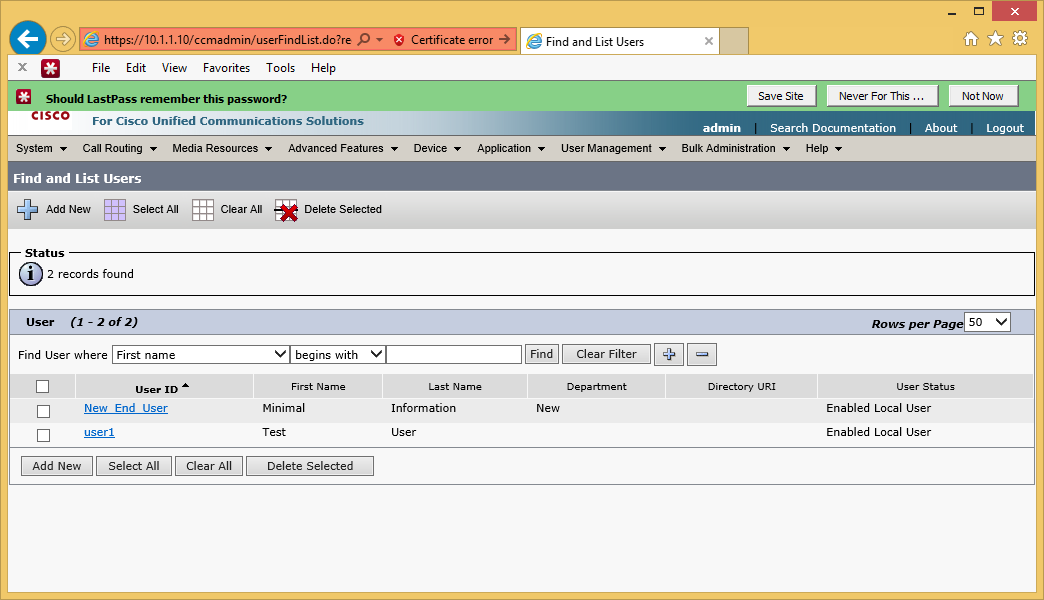 https://10.1.1.10/ccmadmin/userFindList.do?re Certificate error Find and List Users
File Edit View Favorites Tools Help
Should LastPass remember this password? Save Site Never For This ... Not Now
CISCO For Cisco Unified Communications Solutions
admin | Search Documentation | About | Logout
System Call Routing Media Resources Advanced Features Device Application User Management Bulk Administration Help
Find and List Users
Add New Select All Clear All Delete Selected
Status
2 records found
User (1 - 2 of 2) Rows per Page 50
Find User where First name begins with Find Clear Filter
User ID First Name Last Name Department Directory URI User Status
New_End_User Minimal Information New Enabled Local User
user1 Test User Enabled Local User
Add New Select All Clear All Delete Selected